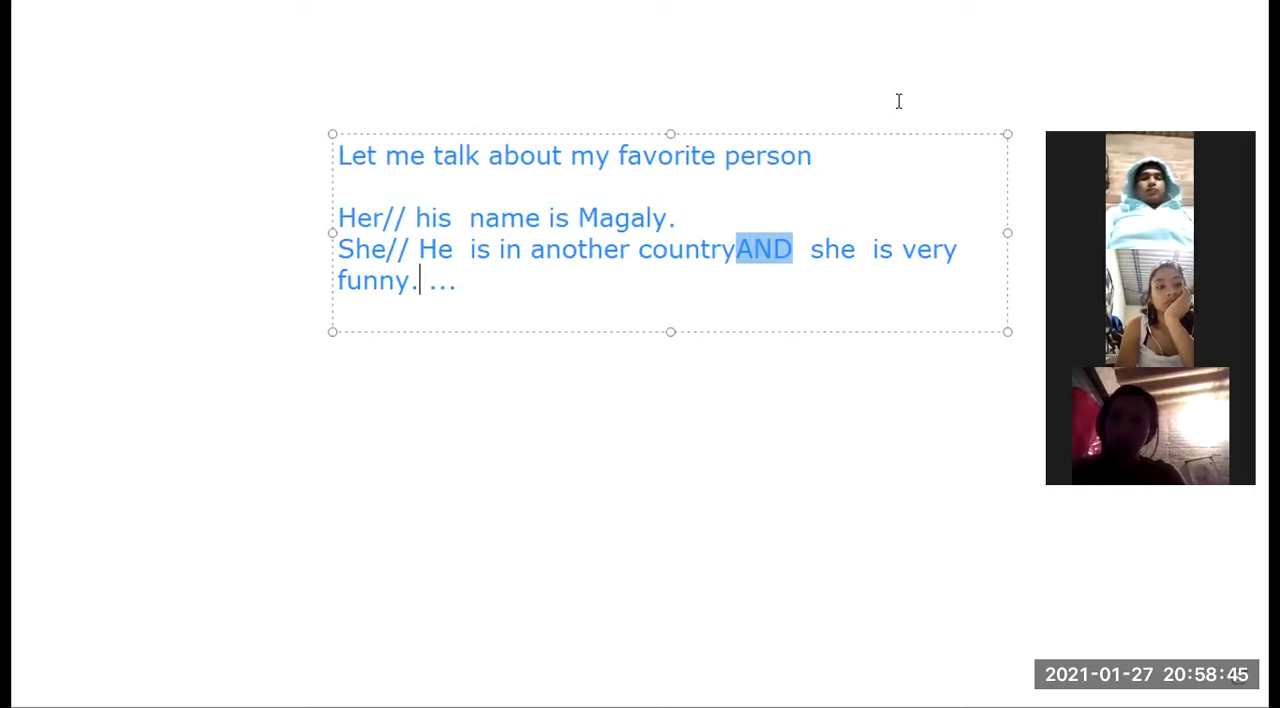 Let me talk about my favorite person
Her// his  name is Magaly.
She// He  is in another countryAND  she  is very
funny. ...
2021-01-27  20:58:45